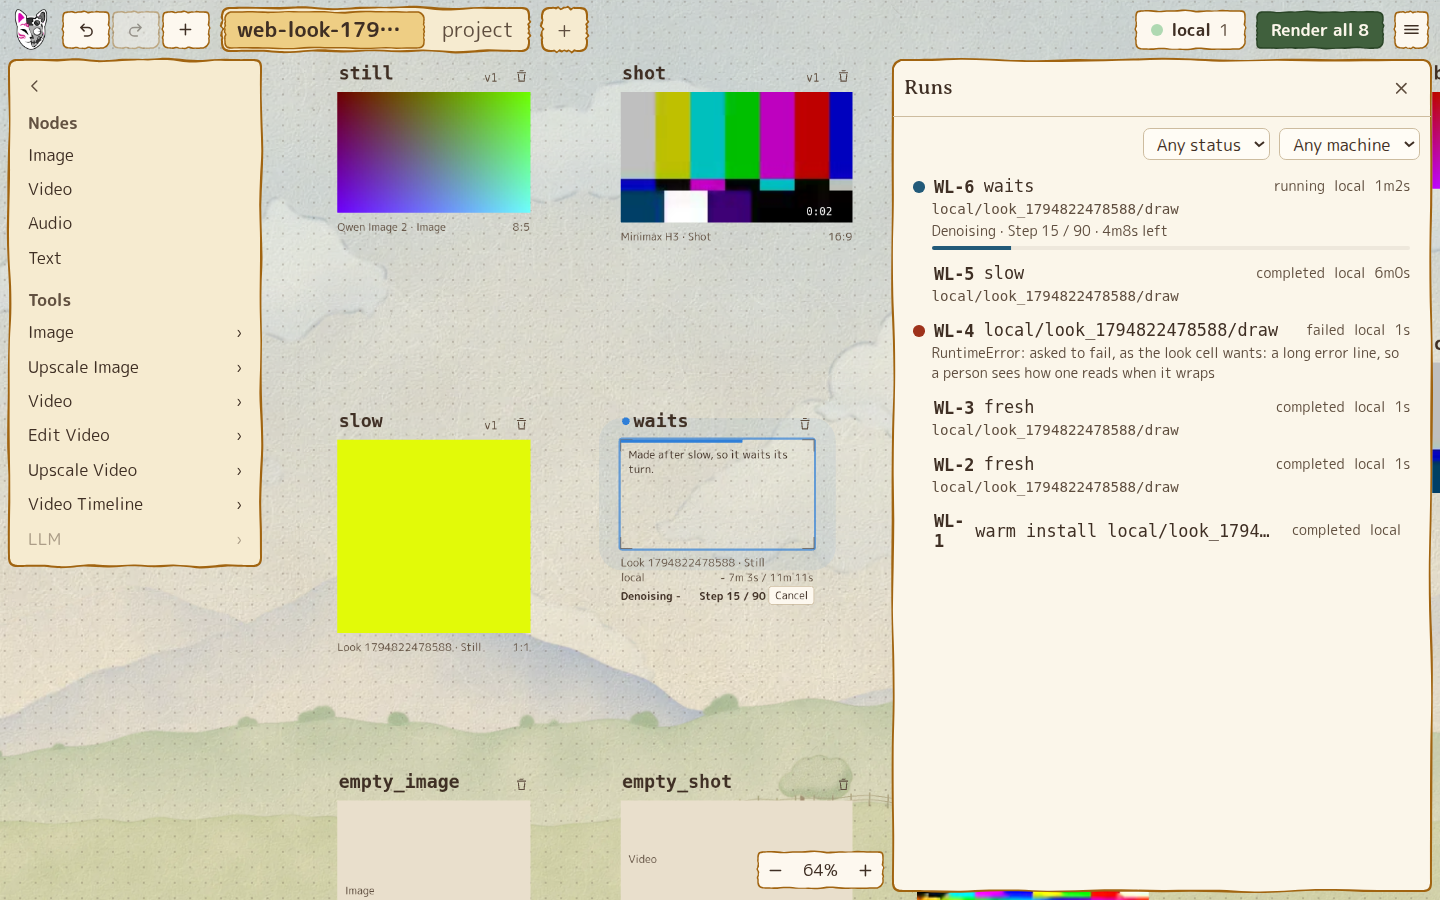 web-look-179···
project
local 1
Render all 8
Nodes
Image
Video
Audio
Text
Tools
Image
Upscale Image
Video
Edit Video
Upscale Video
Video Timeline
LLM
still v1
Qwen Image 2 · Image 8:5
shot v1
0:02
Minimax H3 · Shot 16:9
slow v1
Look 1794822478588 · Still 1:1
waits
Made after slow, so it waits its
turn.
Look 1794822478588 · Still
local - 7m 3s / 11m 11s
Denoising - Step 15 / 90 Cancel
empty_image
Image
empty_shot
Video
64%
Runs
Any status Any machine
WL-6 waits running local 1m2s
local/look_1794822478588/draw
Denoising · Step 15 / 90 · 4m8s left
WL-5 slow completed local 6m0s
local/look_1794822478588/draw
WL-4 local/look_1794822478588/draw failed local 1s
RuntimeError: asked to fail, as the look cell wants: a long error line, so
a person sees how one reads when it wraps
WL-3 fresh completed local 1s
local/look_1794822478588/draw
WL-2 fresh completed local 1s
local/look_1794822478588/draw
WL-
1 warm install local/look_1794… completed local